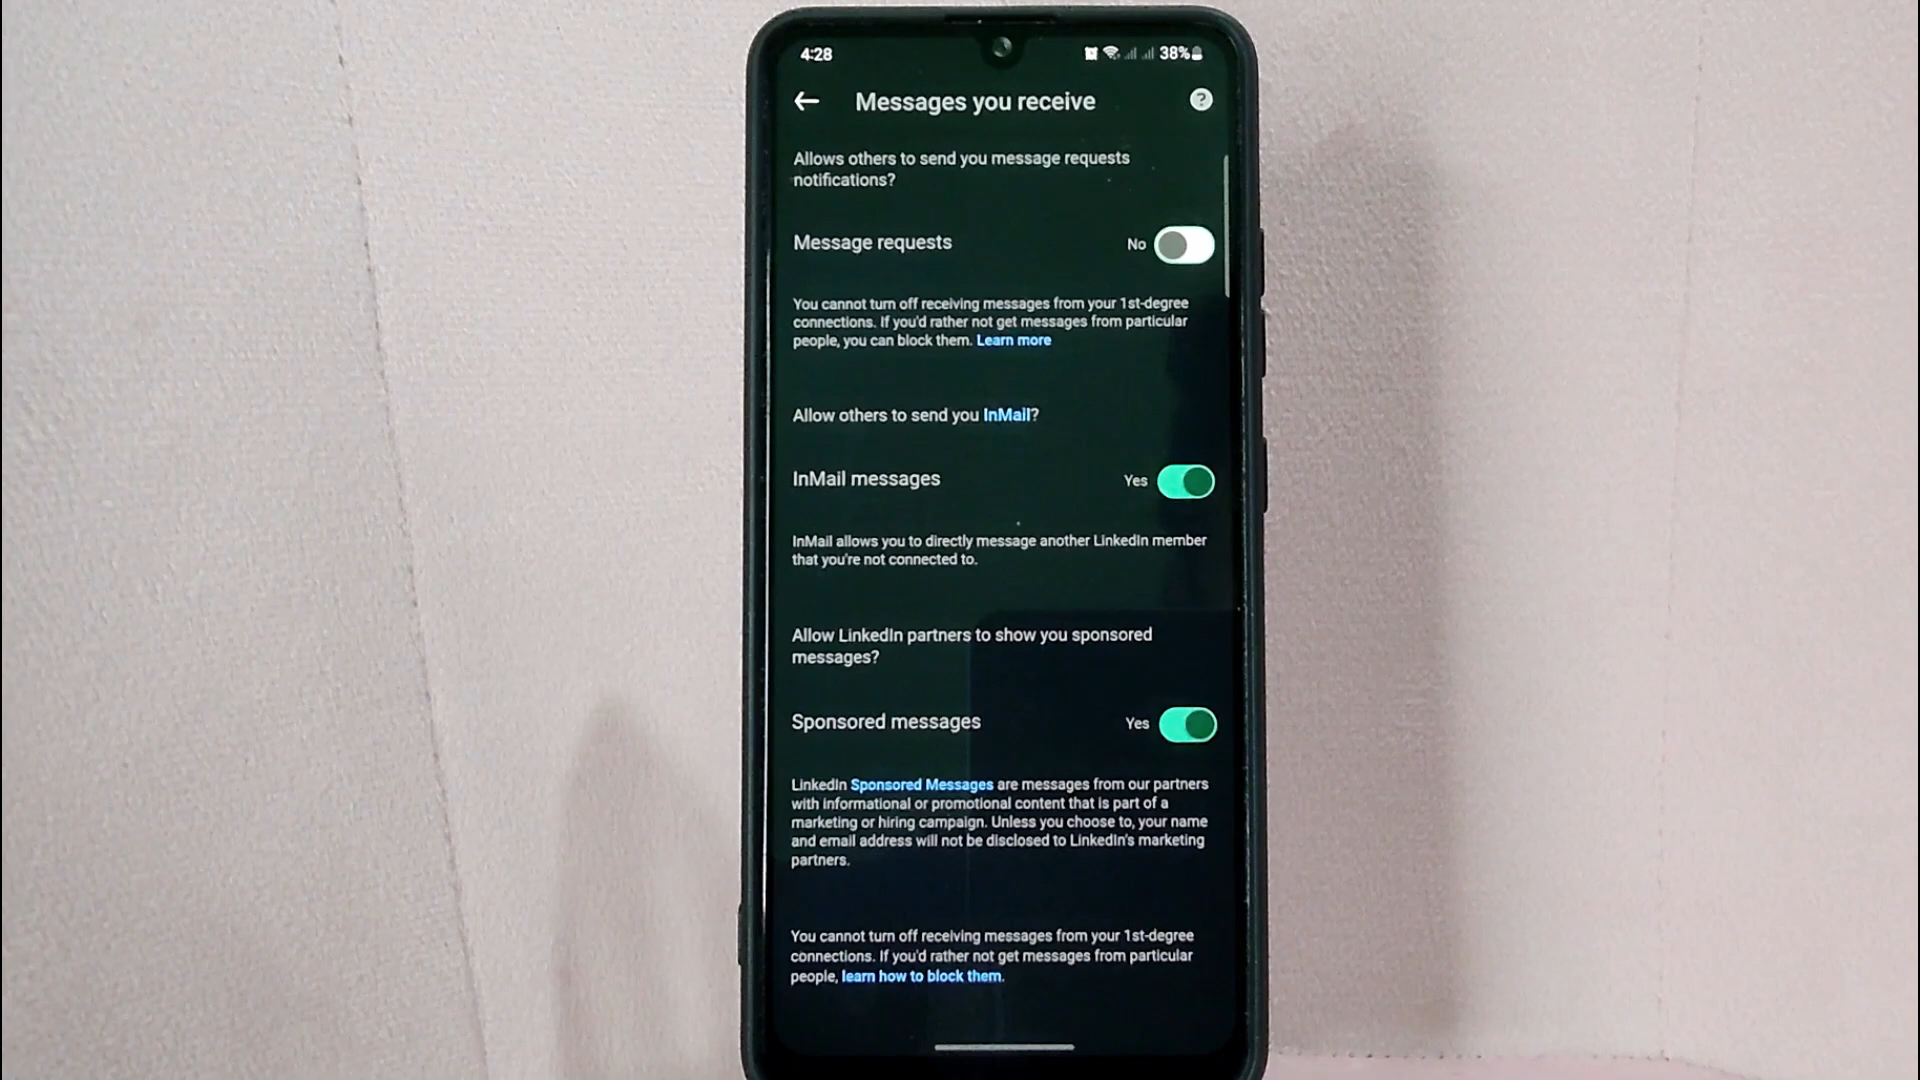 4:28
38%
Messages you receive
?
Allows others to send you message requests
notifications?
Message requests
No
You cannot turn off receiving messages from your 1st-degree
connections. If you'd rather not get messages from particular
people, you can block them. Learn more
Allow others to send you InMail?
InMail messages
Yes
InMail allows you to directly message another LinkedIn member
that you're not connected to.
Allow LinkedIn partners to show you sponsored
messages?
Sponsored messages
Yes
LinkedIn Sponsored Messages are messages from our partners
with informational or promotional content that is part of a
marketing or hiring campaign. Unless you choose to, your name
and email address will not be disclosed to LinkedIn's marketing
partners.
You cannot turn off receiving messages from your 1st-degree
connections. If you'd rather not get messages from particular
people, learn how to block them.